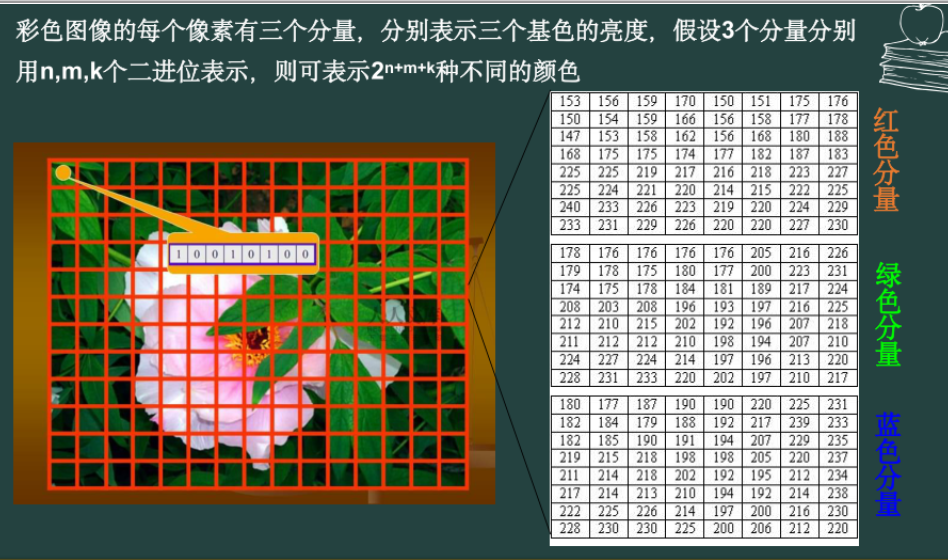 彩色图像的每个像素有三个分量，分别表示三个基色的亮度，假设3个分量分别
用n,m,k个二进位表示，则可表示2n+m+k种不同的颜色
1 0 0 1 0 1 0 0
153 156 159 170 150 151 175 176
150 154 159 166 156 158 177 178
147 153 158 162 156 168 180 188
168 175 175 174 177 182 187 183
225 225 219 217 216 218 223 227
225 224 221 220 214 215 222 225
240 233 226 223 219 220 224 229
233 231 229 226 220 220 227 230
红色分量
178 176 176 176 176 205 216 226
179 178 175 180 177 200 223 231
174 175 178 184 181 189 217 224
208 203 208 196 193 197 216 225
212 210 215 202 192 196 207 218
211 212 212 210 198 194 207 210
224 227 224 214 197 196 213 220
228 231 233 220 202 197 210 217
绿色分量
180 177 187 190 190 220 225 231
182 184 179 188 192 217 239 233
182 185 190 191 194 207 229 235
219 215 218 198 198 205 220 237
211 214 218 202 192 195 212 234
217 214 213 210 194 192 214 238
222 225 226 214 197 200 216 230
228 230 230 225 200 206 212 220
蓝色分量